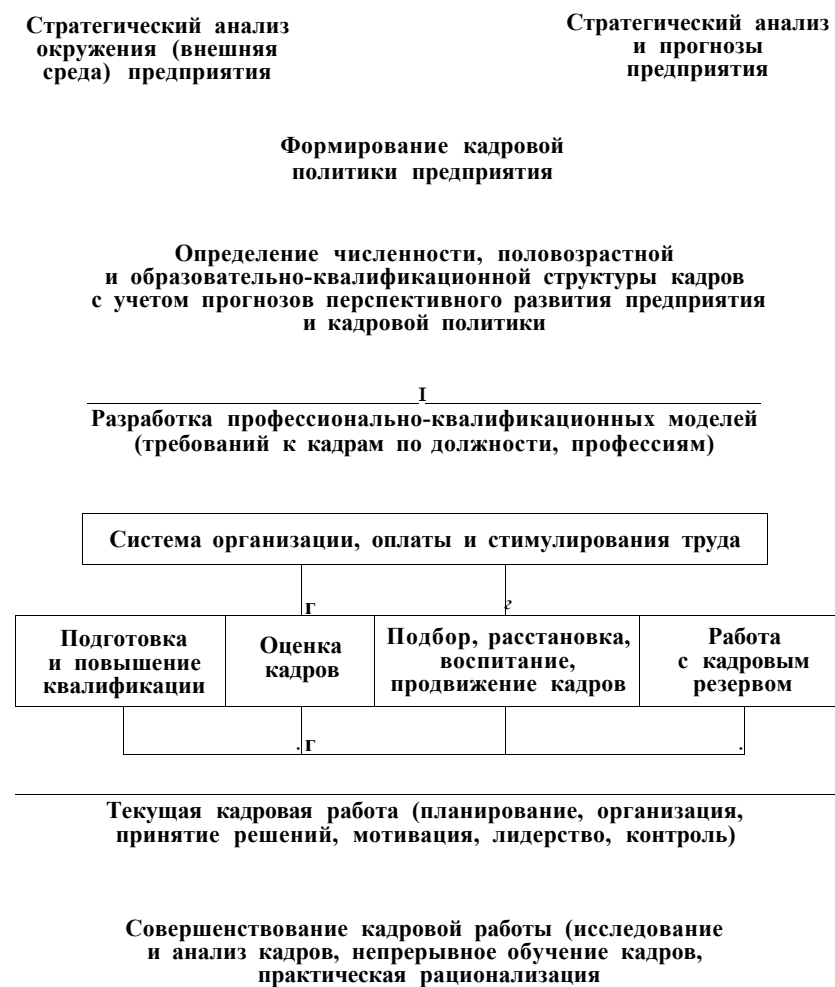 Стратегический анализ
окружения (внешняя
среда) предприятия
Стратегический анализ
и прогнозы
предприятия
Формирование кадровой
политики предприятия
Определение численности, половозрастной
и образовательно-квалификационной структуры кадров
с учетом прогнозов перспективного развития предприятия
и кадровой политики
I
Разработка профессионально-квалификационных моделей
(требований к кадрам по должности, профессиям)
Система организации, оплаты и стимулирования труда
г г
Подготовка
и повышение
квалификации
Оценка
кадров
Подбор, расстановка,
воспитание,
продвижение кадров
Работа
с кадровым
резервом
. г .
Текущая кадровая работа (планирование, организация,
принятие решений, мотивация, лидерство, контроль)
Совершенствование кадровой работы (исследование
и анализ кадров, непрерывное обучение кадров,
практическая рационализация